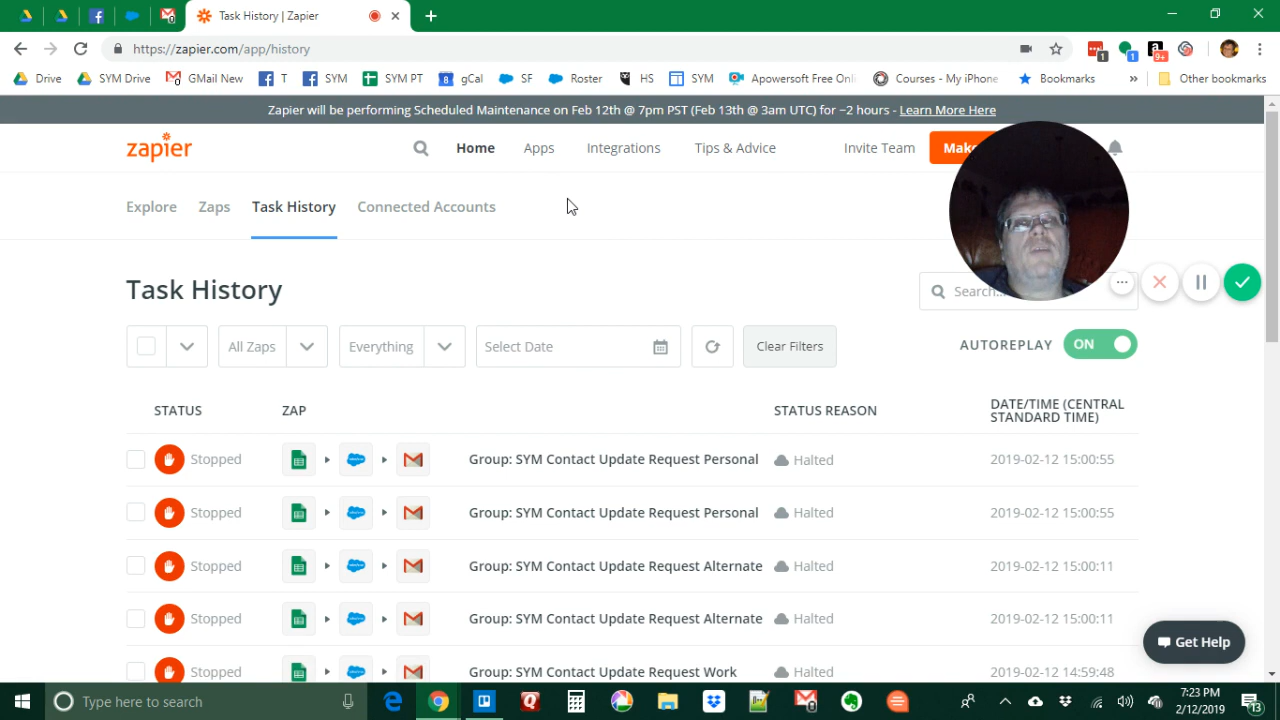 Task History | Zapier
https://zapier.com/app/history
1
1
9+
Drive
SYM Drive
GMail New
T
SYM
SYM PT
8
gCal
SF
Roster
HS
SYM
Apowersoft Free Onli
Courses - My iPhone
Bookmarks
»
Other bookmarks
Zapier will be performing Scheduled Maintenance on Feb 12th @ 7pm PST (Feb 13th @ 3am UTC) for ~2 hours - Learn More Here
zapier
Home
Apps
Integrations
Tips & Advice
Invite Team
Explore
Zaps
Task History
Connected Accounts
Task History
Search...
All Zaps
Everything
Select Date
Clear Filters
AUTOREPLAY
ON
STATUS
ZAP
STATUS REASON
DATE/TIME (CENTRAL
STANDARD TIME)
Stopped
Group: SYM Contact Update Request Personal
Halted
2019-02-12 15:00:55
Stopped
Group: SYM Contact Update Request Personal
Halted
2019-02-12 15:00:55
Stopped
Group: SYM Contact Update Request Alternate
Halted
2019-02-12 15:00:11
Stopped
Group: SYM Contact Update Request Alternate
Halted
2019-02-12 15:00:11
Stopped
Group: SYM Contact Update Request Work
Halted
2019-02-12 14:59:48
Get Help
Type here to search
7:23 PM
2/12/2019
13